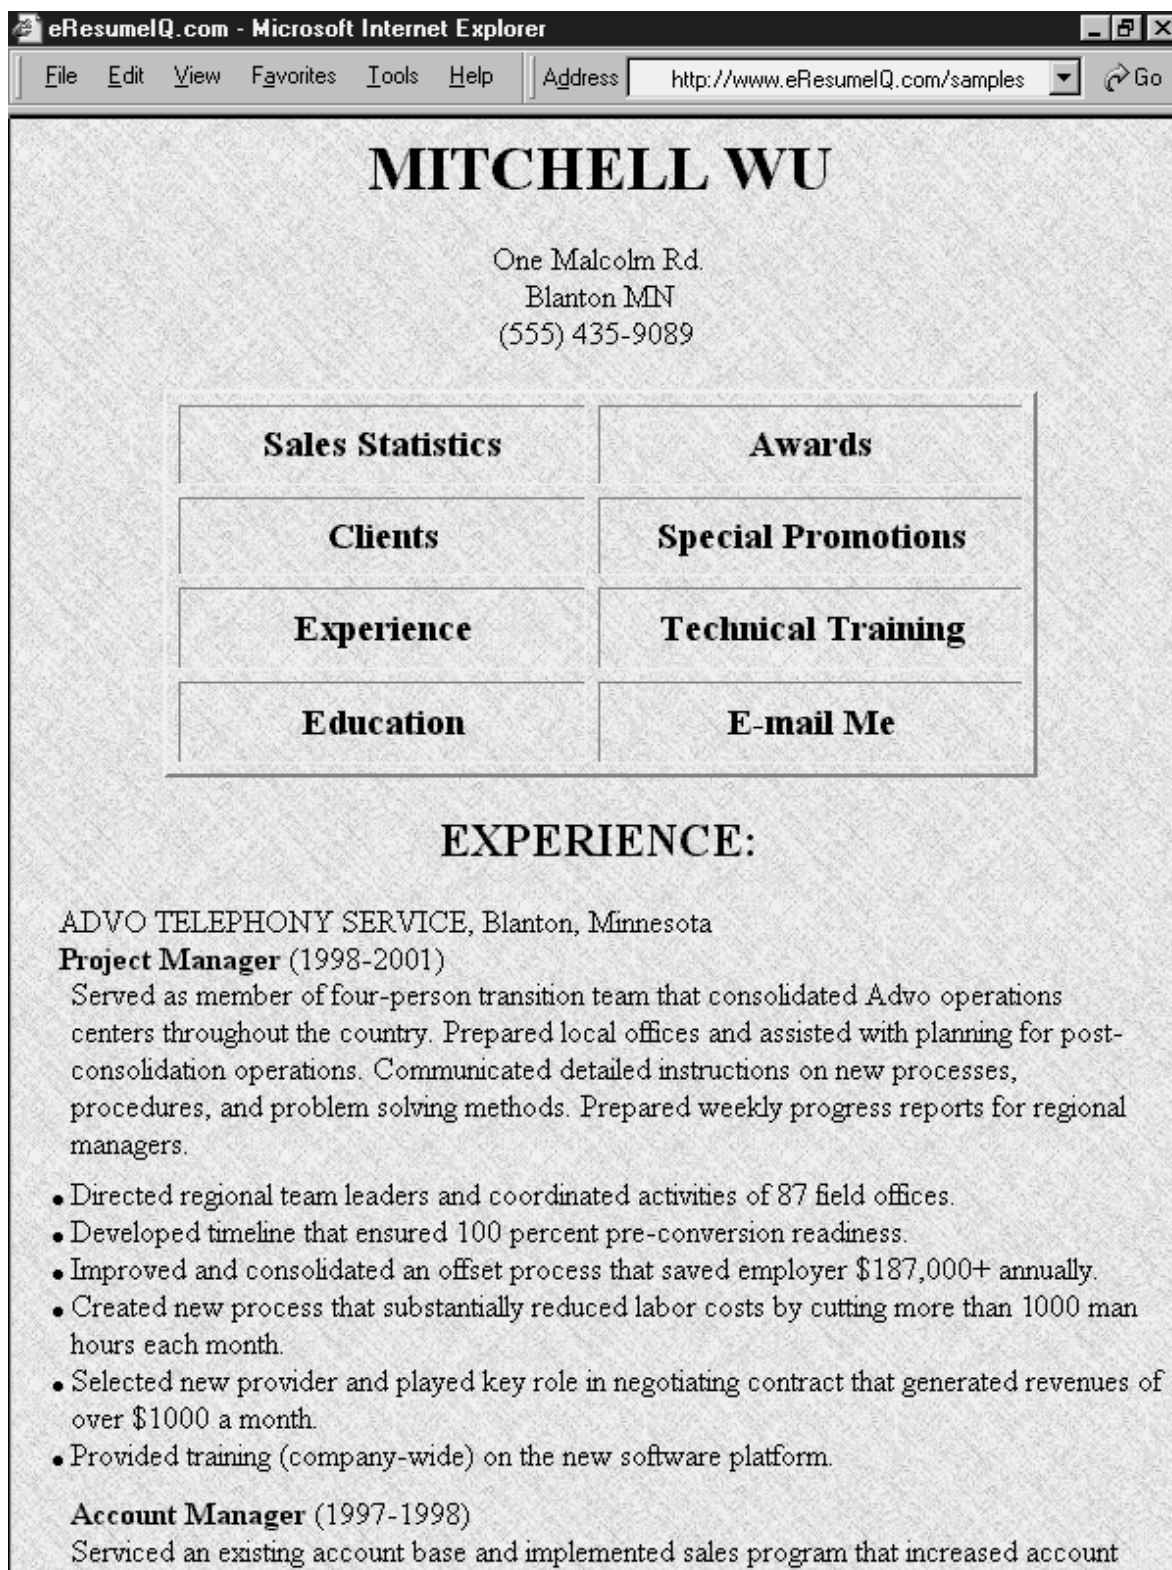 eResumeIQ.com - Microsoft Internet Explorer
File Edit View Favorites Tools Help Address http://www.eResumeIQ.com/samples Go
MITCHELL WU
One Malcolm Rd.
Blanton MN
(555) 435-9089
Sales Statistics Awards
Clients Special Promotions
Experience Technical Training
Education E-mail Me
EXPERIENCE:
ADVO TELEPHONY SERVICE, Blanton, Minnesota
Project Manager (1998-2001)
Served as member of four-person transition team that consolidated Advo operations
centers throughout the country. Prepared local offices and assisted with planning for post-
consolidation operations. Communicated detailed instructions on new processes,
procedures, and problem solving methods. Prepared weekly progress reports for regional
managers.
• Directed regional team leaders and coordinated activities of 87 field offices.
• Developed timeline that ensured 100 percent pre-conversion readiness.
• Improved and consolidated an offset process that saved employer $187,000+ annually.
• Created new process that substantially reduced labor costs by cutting more than 1000 man
hours each month.
• Selected new provider and played key role in negotiating contract that generated revenues of
over $1000 a month.
• Provided training (company-wide) on the new software platform.
Account Manager (1997-1998)
Serviced an existing account base and implemented sales program that increased account